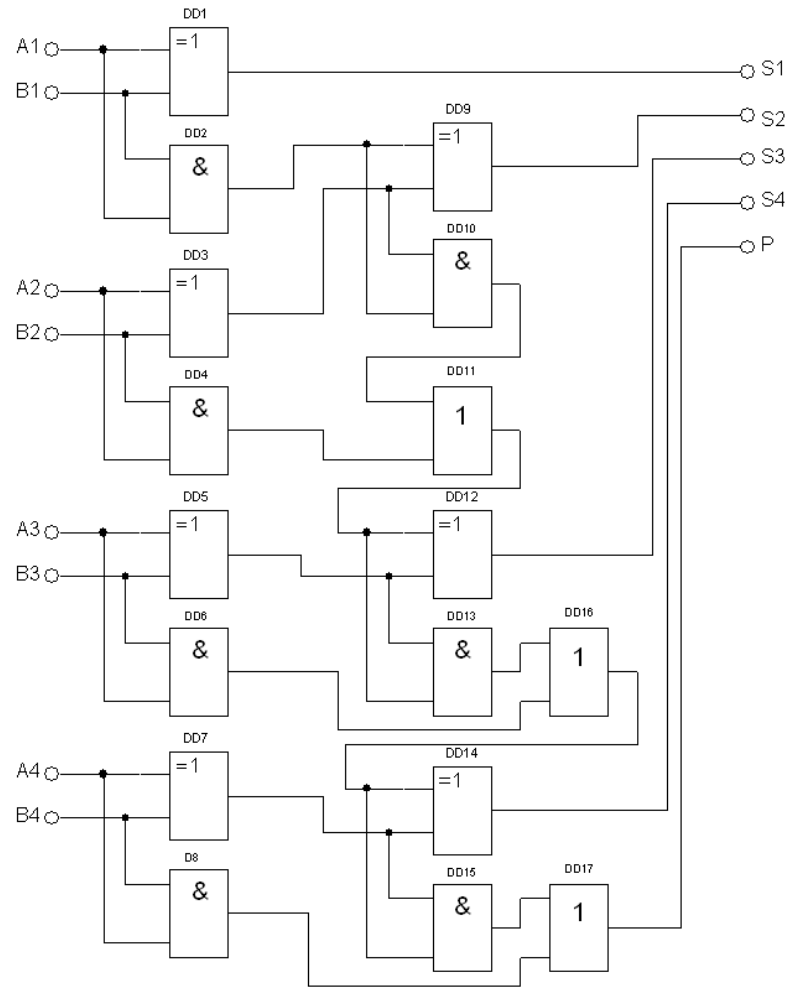 DD1
A1
=1
S1
B1
DD9
S2
DD2
&
=1
S3
S4
DD10
P
DD3
&
A2
=1
B2
DD4
DD11
&
1
DD5
DD12
A3
=1
=1
B3
DD6
DD13
DD16
&
&
1
DD7
DD14
A4
=1
=1
B4
D8
DD15
DD17
&
&
1